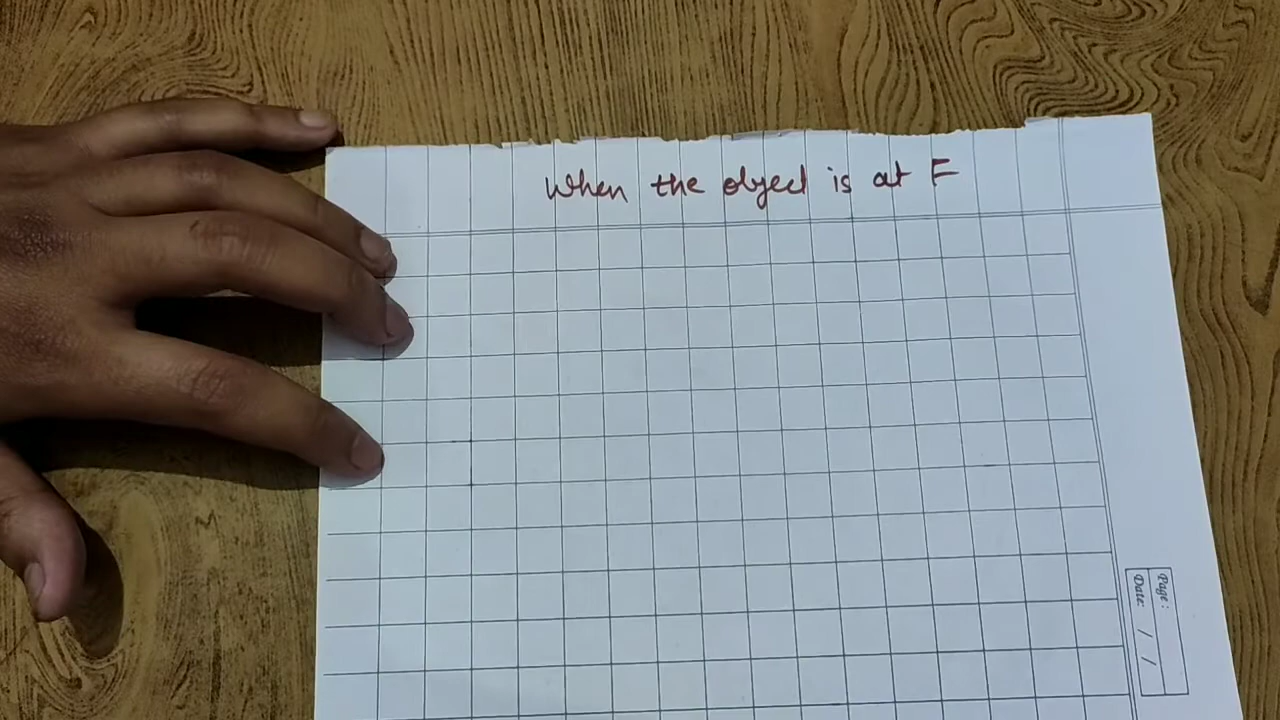 When the object is at F
Page:
Date: / /